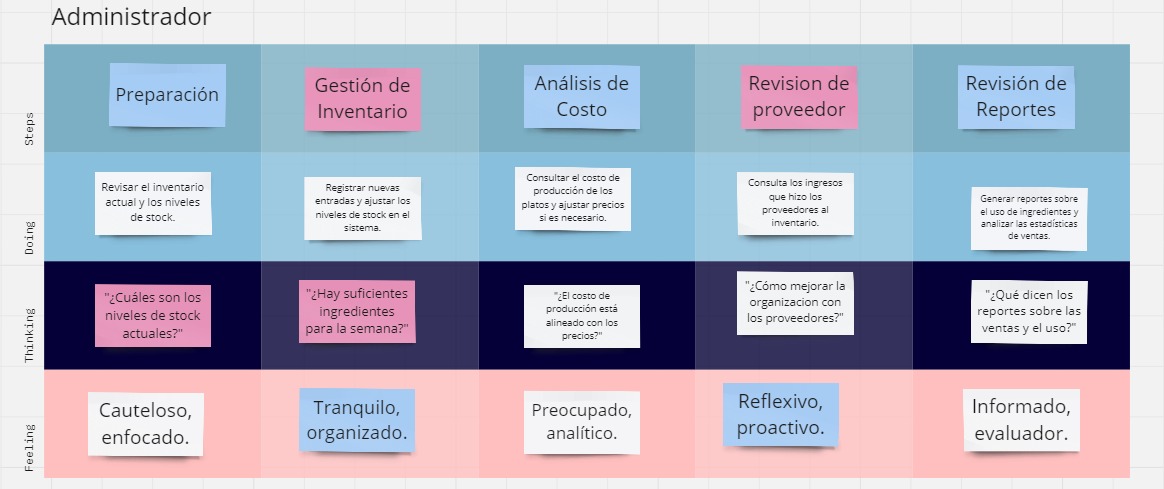 Administrador
Steps
Preparación
Gestión de
Inventario
Análisis de
Costo
Revision de
proveedor
Revisión de
Reportes
Doing
Revisar el inventario
actual y los niveles
de stock.
Registrar nuevas
entradas y ajustar los
niveles de stock en el
sistema.
Consultar el costo de
producción de los
platos y ajustar precios
si es necesario.
Consulta los ingresos
que hizo los
proveedores al
inventario.
Generar reportes sobre
el uso de ingredientes y
analizar las estadísticas
de ventas.
Thinking
"¿Cuáles son los
niveles de stock
actuales?"
"¿Hay suficientes
ingredientes
para la semana?"
"¿El costo de
producción está
alineado con los
precios?"
"¿Cómo mejorar la
organizacion con
los proveedores?"
"¿Qué dicen los
reportes sobre las
ventas y el uso?"
Feeling
Cauteloso,
enfocado.
Tranquilo,
organizado.
Preocupado,
analítico.
Reflexivo,
proactivo.
Informado,
evaluador.